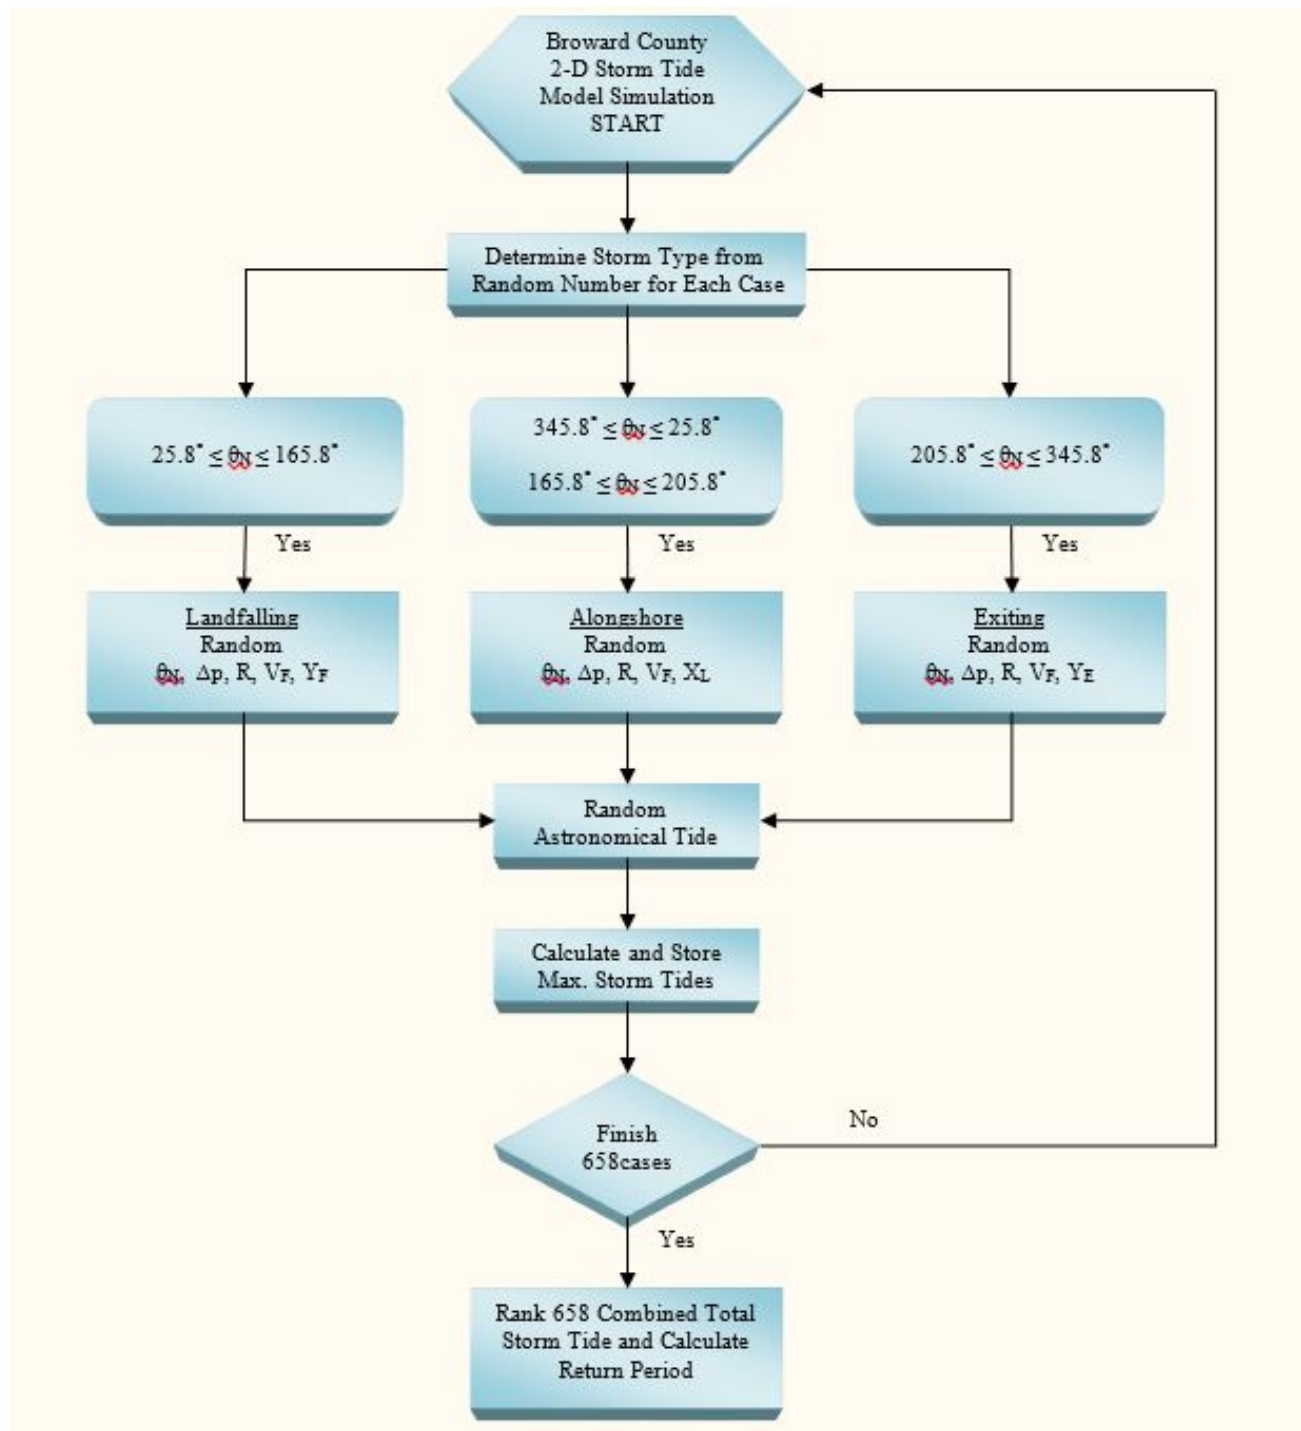 Broward County
2-D Storm Tide
Model Simulation
START
Determine Storm Type from
Random Number for Each Case
25.8˚ ≤ θN ≤ 165.8˚
345.8˚ ≤ θN ≤ 25.8˚
165.8˚ ≤ θN ≤ 205.8˚
205.8˚ ≤ θN ≤ 345.8˚
Yes
Yes
Yes
Landfalling
Random
θN, Δp, R, VF, YF
Alongshore
Random
θN, Δp, R, VF, XL
Exiting
Random
θN, Δp, R, VF, YE
Random
Astronomical Tide
Calculate and Store
Max. Storm Tides
Finish
658cases
No
Yes
Rank 658 Combined Total
Storm Tide and Calculate
Return Period